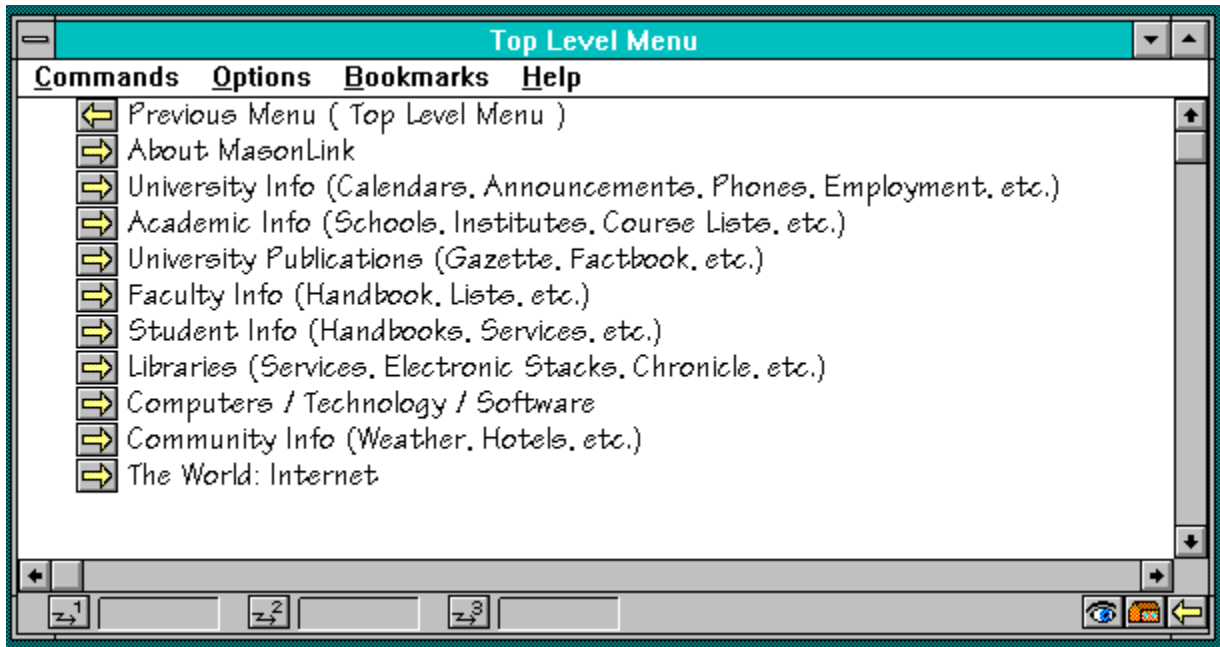 Top Level Menu
Commands Options Bookmarks Help
Previous Menu ( Top Level Menu )
About MasonLink
University Info (Calendars, Announcements, Phones, Employment, etc.)
Academic Info (Schools, Institutes, Course Lists, etc.)
University Publications (Gazette, Factbook, etc.)
Faculty Info (Handbook, Lists, etc.)
Student Info (Handbooks, Services, etc.)
Libraries (Services, Electronic Stacks, Chronicle, etc.)
Computers / Technology / Software
Community Info (Weather, Hotels, etc.)
The World: Internet
z→1 z→2 z→3